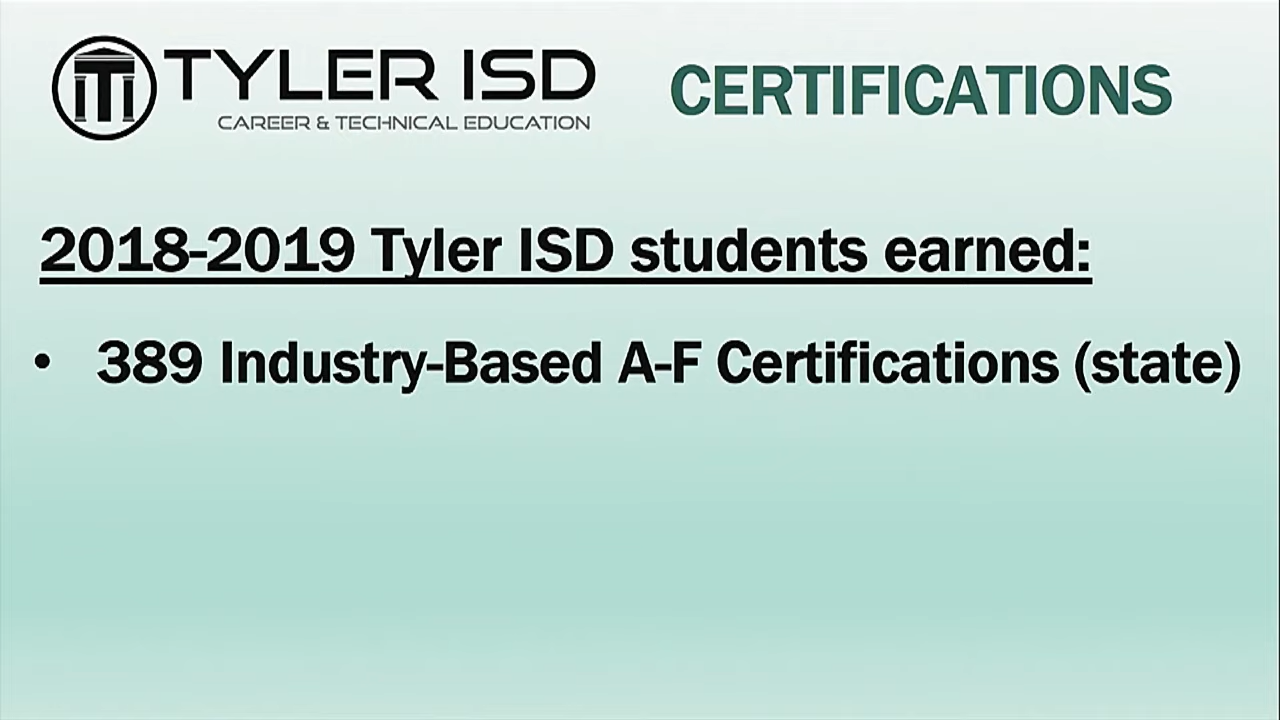 TYLER ISD
CAREER & TECHNICAL EDUCATION
CERTIFICATIONS
2018-2019 Tyler ISD students earned:
• 389 Industry-Based A-F Certifications (state)